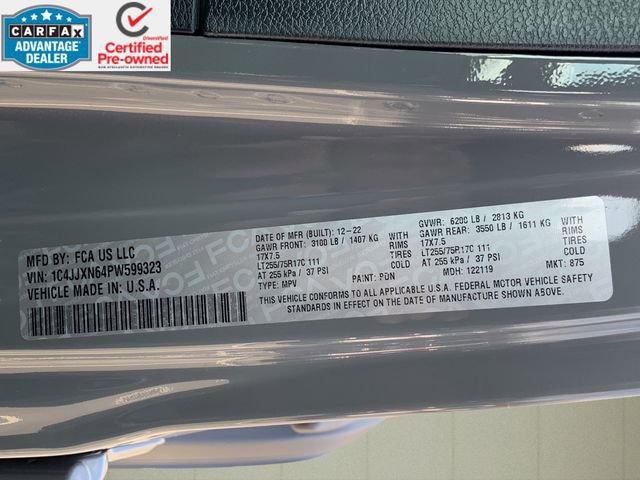 CARFAX
ADVANTAGE
DEALER
Certified
Pre-owned
MFD BY: FCA US LLC
VIN: 1C4JJXN64PW599323
VEHICLE MADE IN: U.S.A.
DATE OF MFR (BUILT): 12-22
GAWR FRONT: 3100 LB / 1407 KG WITH
17X7.5 RIMS
LT255/75R17C 111 TIRES
AT 255 kPa / 37 PSI COLD
TYPE: MPV PAINT: PDN
GVWR: 6200 LB / 2813 KG
GAWR REAR: 3550 LB / 1611 KG WITH
17X7.5 RIMS
LT255/75R17C 111 TIRES
AT 255 kPa / 37 PSI COLD
MDH: 122119 MKT: 875
THIS VEHICLE CONFORMS TO ALL APPLICABLE U.S.A. FEDERAL MOTOR VEHICLE SAFETY
STANDARDS IN EFFECT ON THE DATE OF MANUFACTURE SHOWN ABOVE.